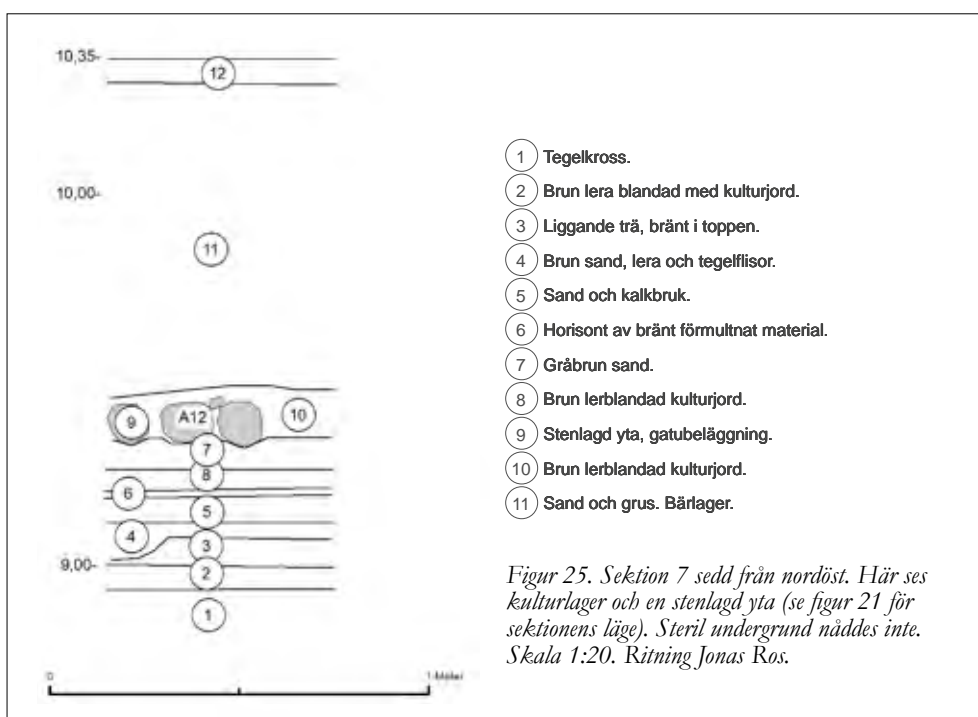 10,35-
12
10,00-
11
9
A12
10
7
8
6
5
4
3
9,00-
2
1
0
1 Meter
1 Tegelkross.
2 Brun lera blandad med kulturjord.
3 Liggande trä, bränt i toppen.
4 Brun sand, lera och tegelflisor.
5 Sand och kalkbruk.
6 Horisont av bränt förmultnat material.
7 Gråbrun sand.
8 Brun lerblandad kulturjord.
9 Stenlagd yta, gatubeläggning.
10 Brun lerblandad kulturjord.
11 Sand och grus. Bärlager.
Figur 25. Sektion 7 sedd från nordöst. Här ses
kulturlager och en stenlagd yta (se figur 21 för
sektionens läge). Steril undergrund nåddes inte.
Skala 1:20. Ritning Jonas Ros.